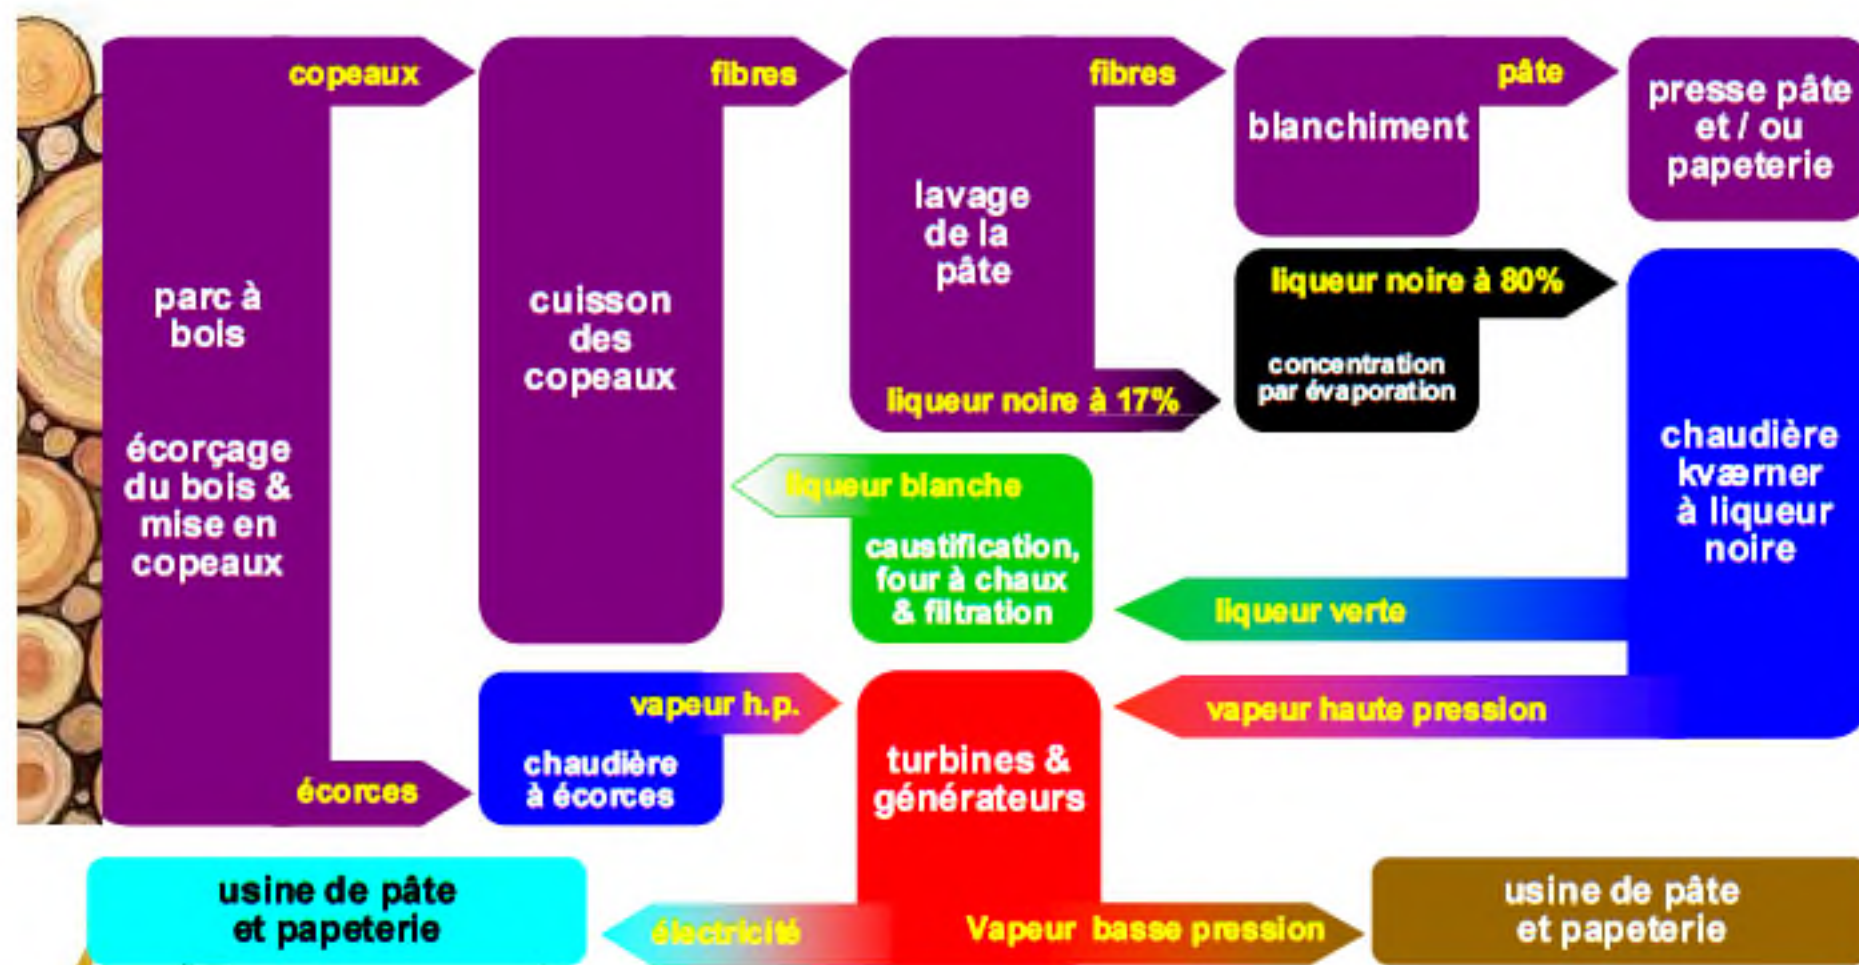 copeaux
fibres
fibres
pâte
presse pâte
et / ou
papeterie
blanchiment
lavage
de la
pâte
parc à
bois
écorçage
du bois &
mise en
copeaux
cuisson
des
copeaux
liqueur noire à 80%
concentration
par évaporation
liqueur noire à 17%
chaudière
kværner
à liqueur
noire
liqueur blanche
caustification,
four à chaux
& filtration
liqueur verte
vapeur h.p.
chaudière
à écorces
écorces
turbines &
générateurs
vapeur haute pression
usine de pâte
et papeterie
électricité
Vapeur basse pression
usine de pâte
et papeterie